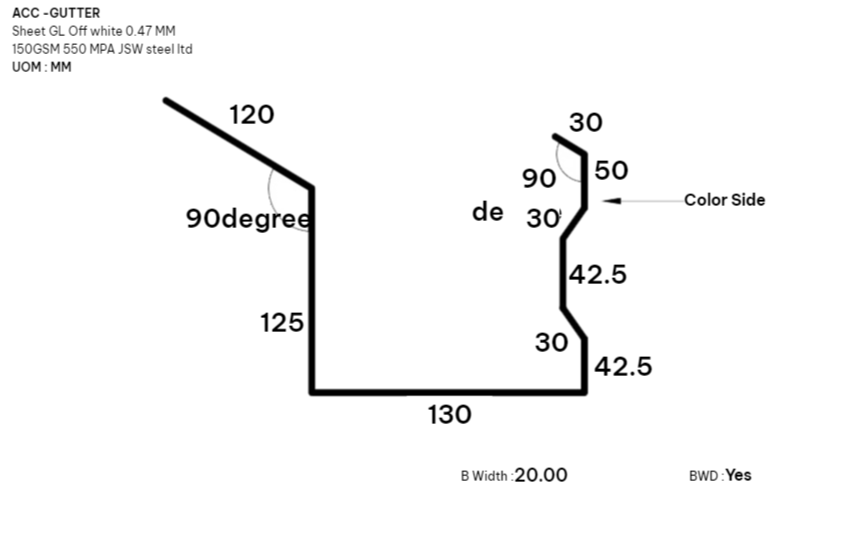 ACC -GUTTER
Sheet GL Off white 0.47 MM
150GSM 550 MPA JSW steel ltd
UOM : MM
120
30
50
90
Color Side
90degree
de
30
42.5
125
30
42.5
130
B Width :20.00
BWD :Yes